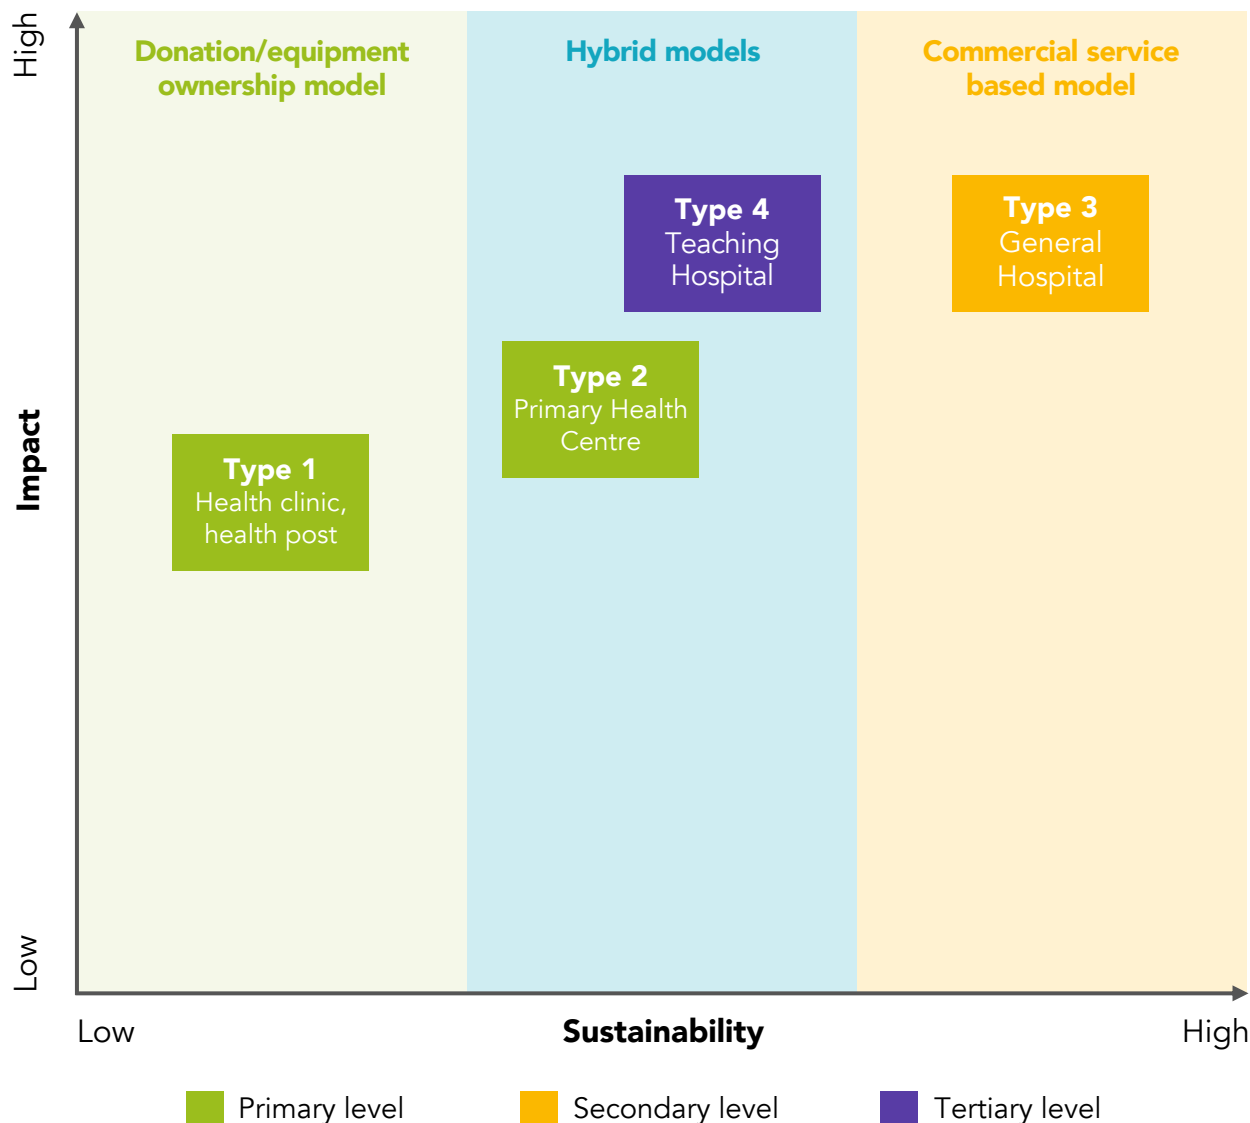 High
Donation/equipment
ownership model
Hybrid models
Commercial service
based model
Type 4
Teaching
Hospital
Type 3
General
Hospital
Type 2
Primary Health
Centre
Type 1
Health clinic,
health post
Impact
Low
Low
Sustainability
High
Primary level
Secondary level
Tertiary level